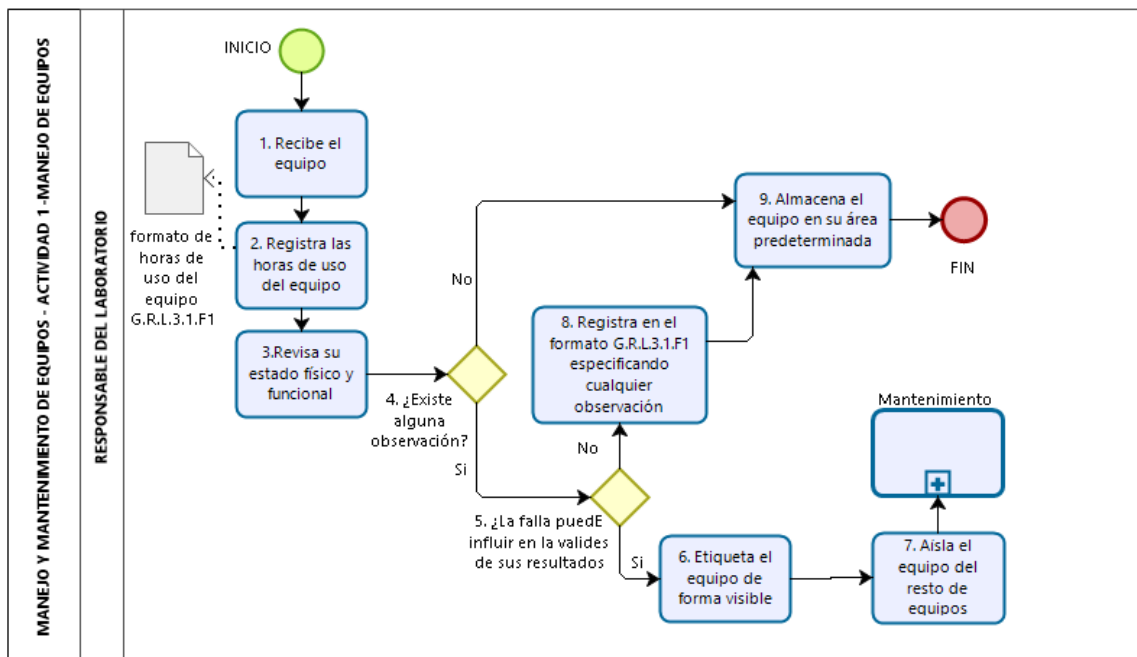 MANEJO Y MANTENIMIENTO DE EQUIPOS - ACTIVIDAD 1 -MANEJO DE EQUIPOS
RESPONSABLE DEL LABORATORIO
INICIO
1. Recibe el
equipo
formato de
horas de
uso del
equipo
G.R.L.3.1.F1
2. Registra las
horas de uso
del equipo
3.Revisa su
estado físico y
funcional
4. ¿Existe
alguna
observación?
No
Si
5. ¿La falla puedE
influir en la valides
de sus resultados
No
Si
6. Etiqueta el
equipo de
forma visible
7. Aísla el
equipo del
resto de
equipos
Mantenimiento
8. Registra en el
formato G.R.L.3.1.F1
especificando
cualquier
observación
9. Almacena el
equipo en su área
predeterminada
FIN